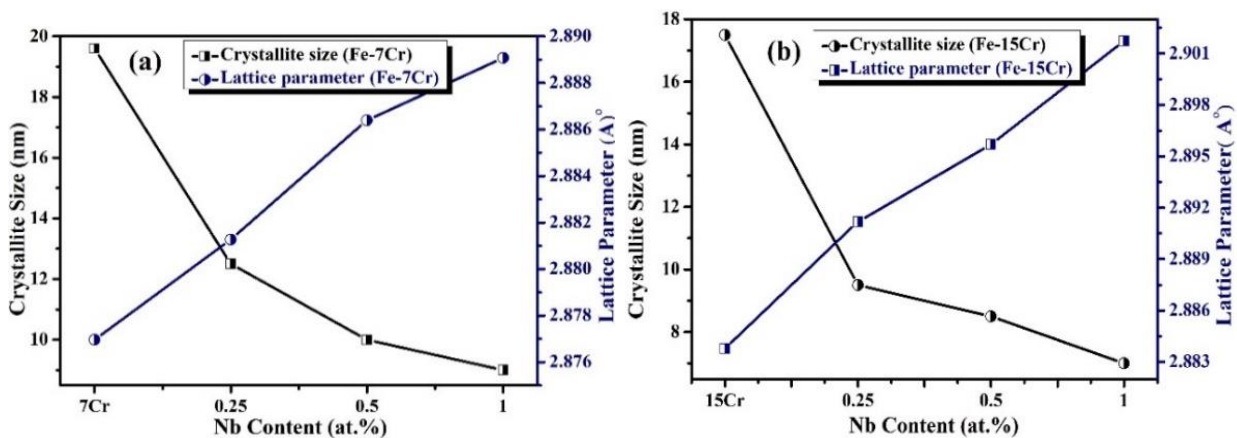 (a)
Crystallite size (Fe-7Cr)
Lattice parameter (Fe-7Cr)
Crystallite Size (nm)
20
18
16
14
12
10
Lattice Parameter (A)°
2.890
2.888
2.886
2.884
2.882
2.880
2.878
2.876
7Cr 0.25 0.5 1
Nb Content (at.%)
(b)
Crystallite size (Fe-15Cr)
Lattice parameter (Fe-15Cr)
Crystallite Size (nm)
18
16
14
12
10
8
Lattice Parameter( A°)
2.901
2.898
2.895
2.892
2.889
2.886
2.883
15Cr 0.25 0.5 1
Nb Content (at.%)